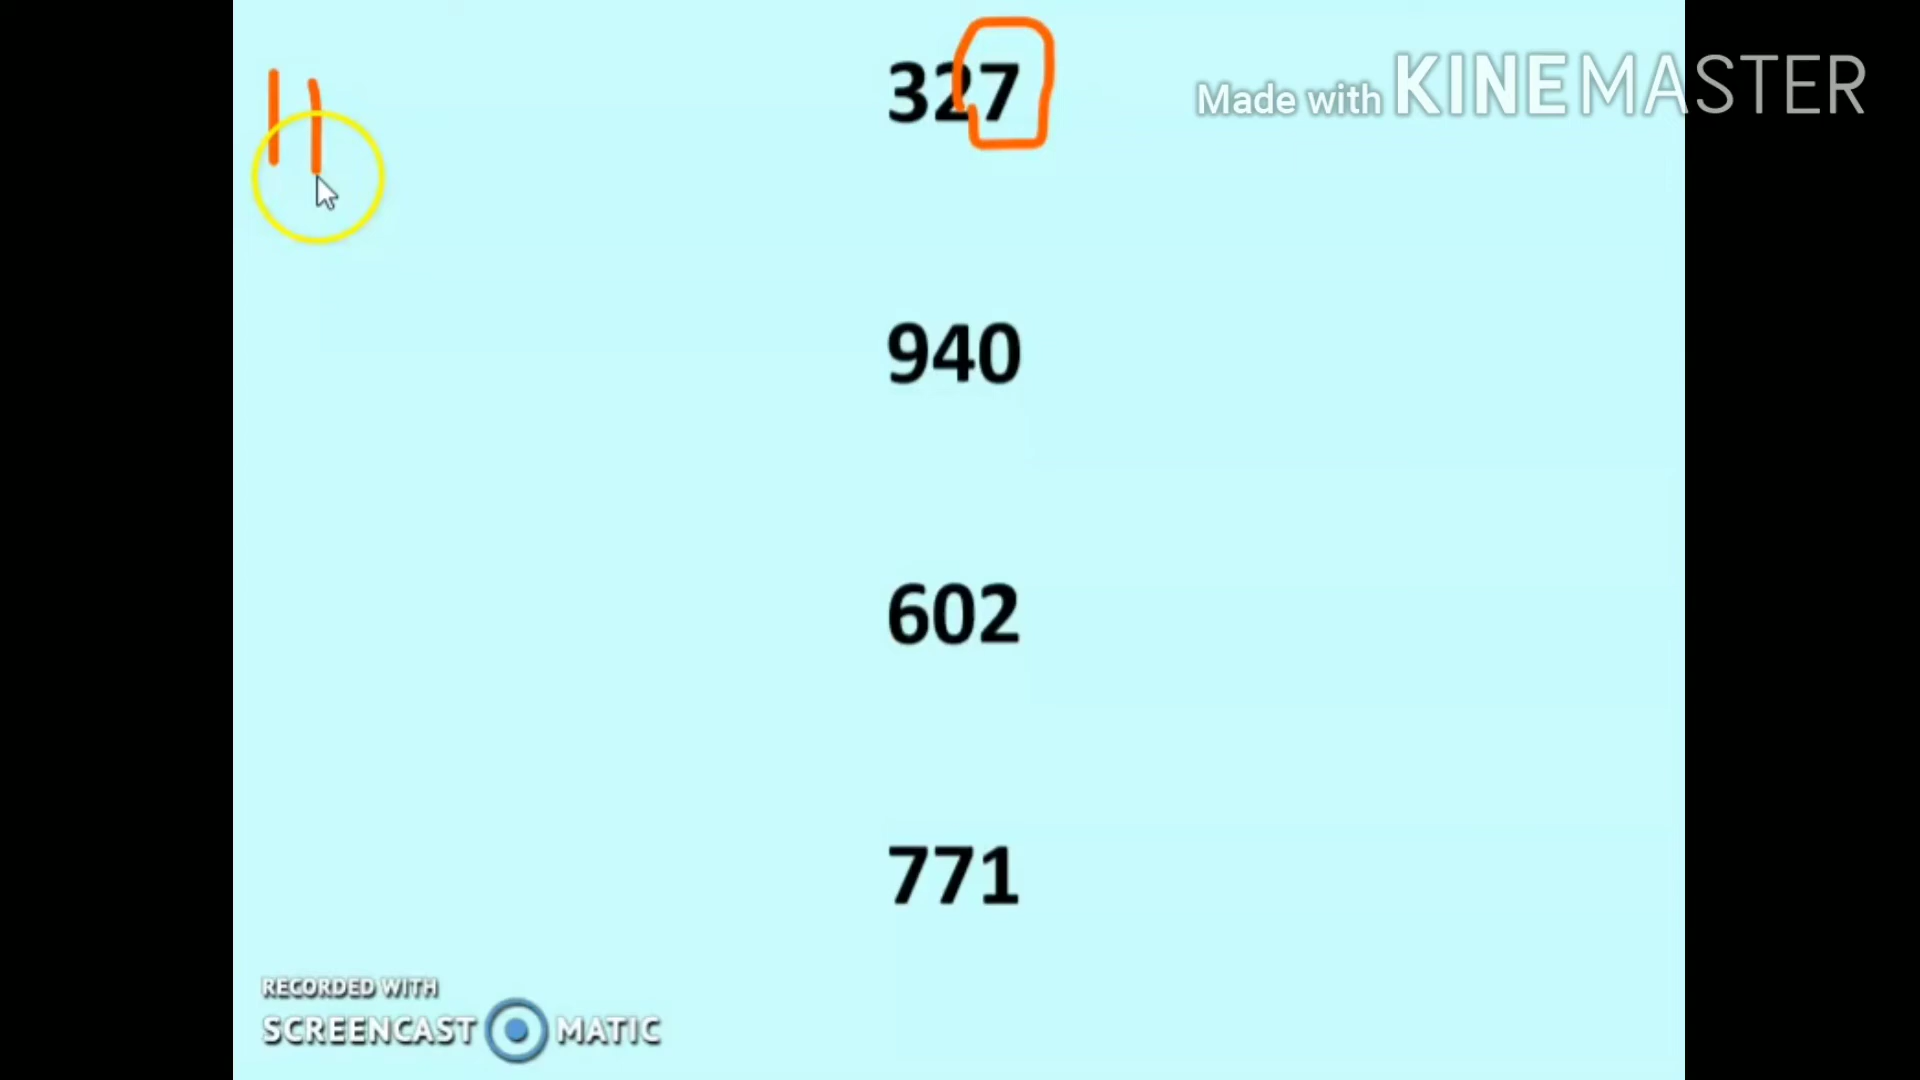 327
Made with KINEMASTER
940
602
771
RECORDED WITH
SCREENCAST MATIC